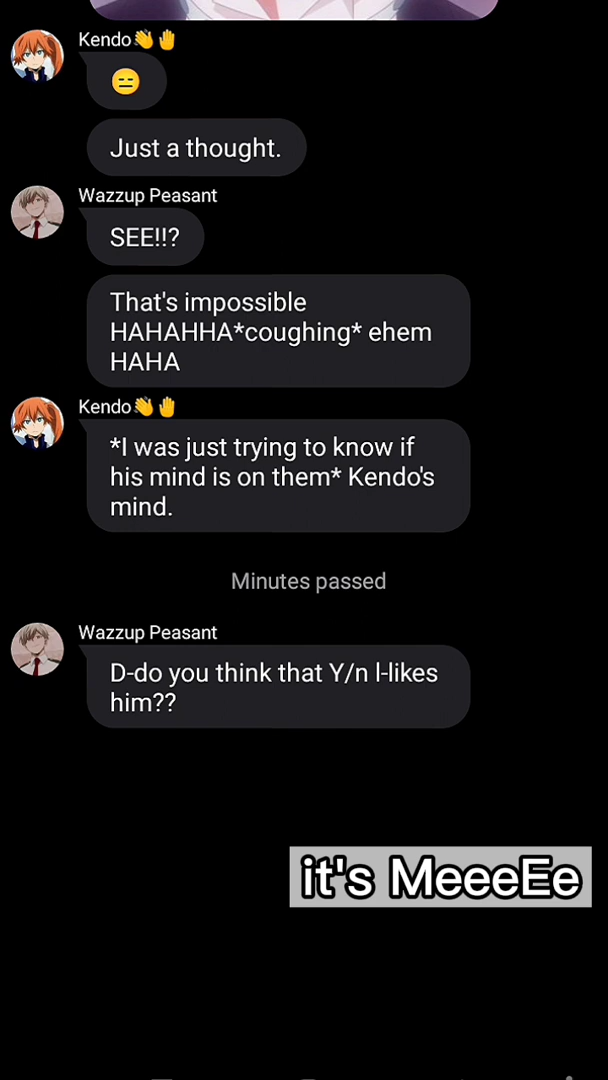 Kendo👋🤚
😑
Just a thought.
Wazzup Peasant
SEE!!?
That's impossible
HAHAHHA*coughing* ehem
HAHA
Kendo👋🤚
*I was just trying to know if
his mind is on them* Kendo's
mind.
Minutes passed
Wazzup Peasant
D-do you think that Y/n l-likes
him??
it's MeeeEe